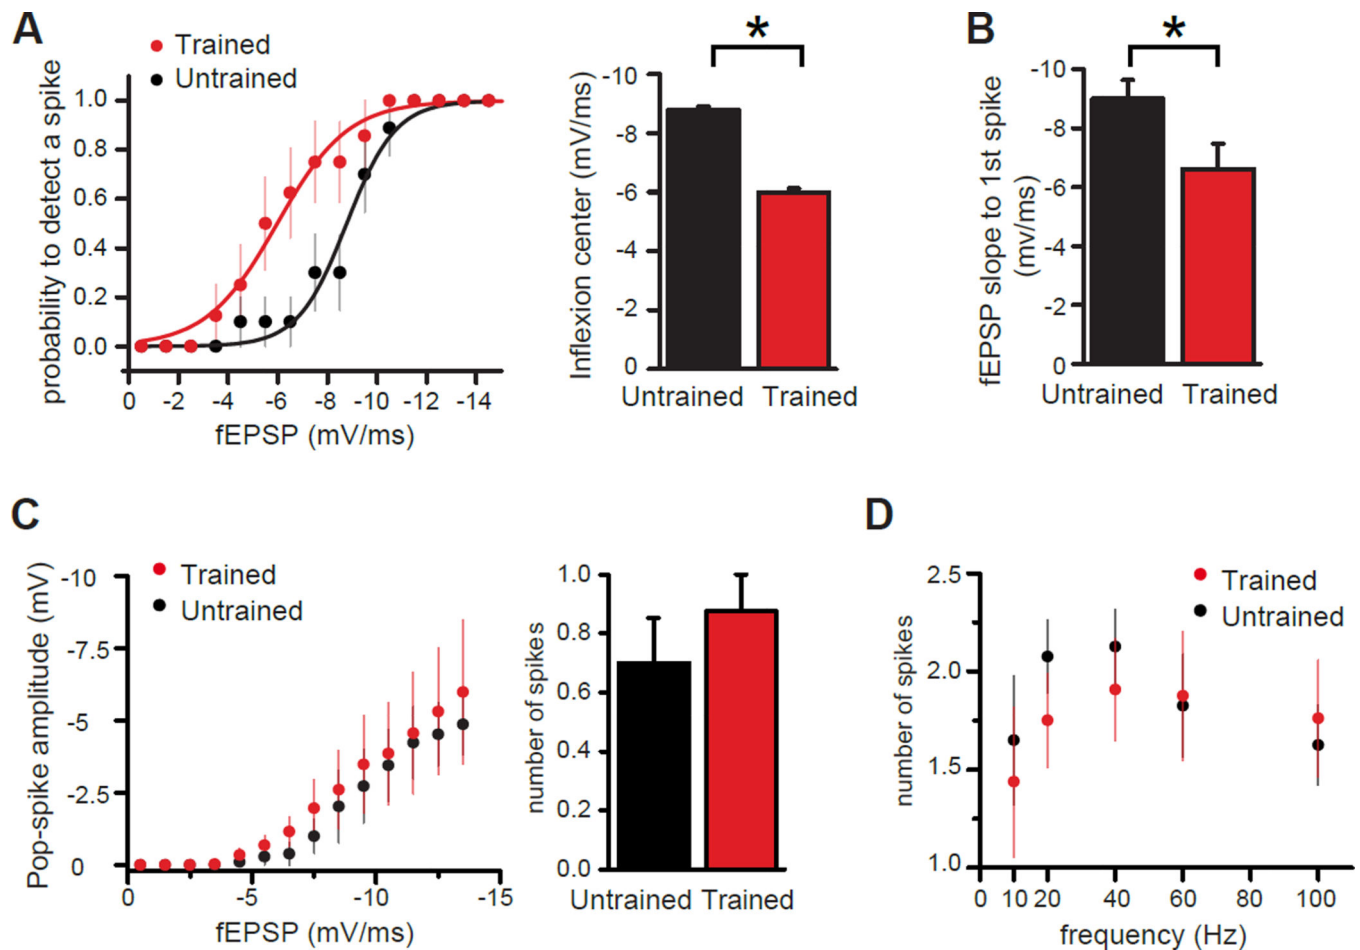 A
Trained
Untrained
probability to detect a spike
1.0
0.8
0.6
0.4
0.2
0.0
0 -2 -4 -6 -8 -10 -12 -14
fEPSP (mV/ms)
*
Inflexion center (mV/ms)
-10
-8
-6
-4
-2
0
Untrained Trained
B
*
fEPSP slope to 1st spike
(mv/ms)
-10
-8
-6
-4
-2
0
Untrained Trained
C
Trained
Untrained
Pop-spike amplitude (mV)
-10
-7.5
-5
-2.5
0
0 -5 -10 -15
fEPSP (mV/ms)
number of spikes
1.0
0.8
0.6
0.4
0.2
0.0
Untrained Trained
D
Trained
Untrained
number of spikes
2.5
2.0
1.5
1.0
0 10 20 40 60 80 100
frequency (Hz)